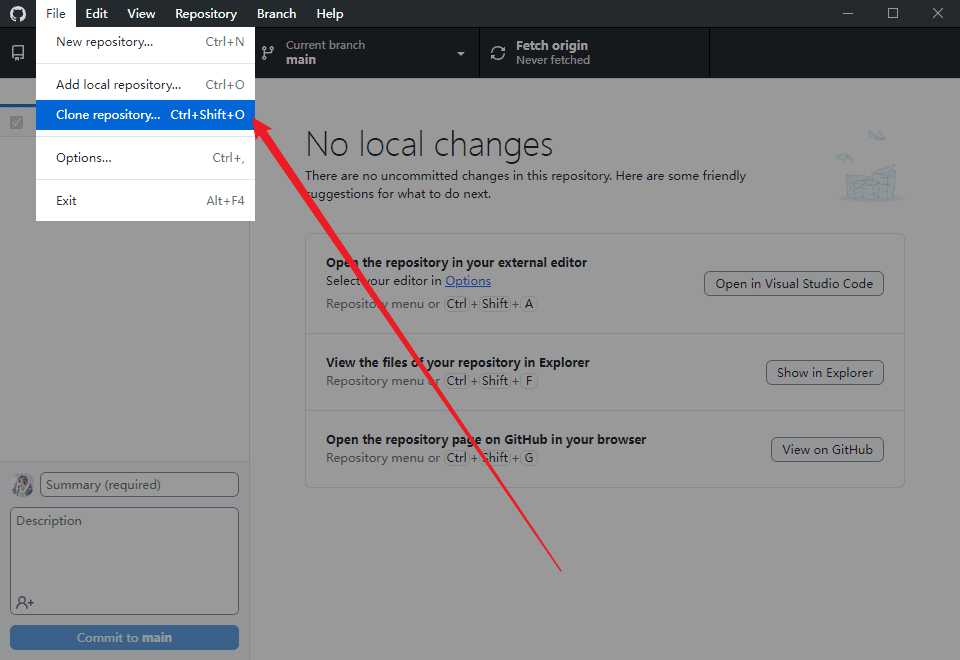 File Edit View Repository Branch Help
New repository... Ctrl+N
Add local repository... Ctrl+O
Clone repository... Ctrl+Shift+O
Options... Ctrl+,
Exit Alt+F4
Current branch
main
Fetch origin
Never fetched
No local changes
There are no uncommitted changes in this repository. Here are some friendly
suggestions for what to do next.
Open the repository in your external editor
Select your editor in Options
Repository menu or Ctrl + Shift + A
Open in Visual Studio Code
View the files of your repository in Explorer
Repository menu or Ctrl + Shift + F
Show in Explorer
Open the repository page on GitHub in your browser
Repository menu or Ctrl + Shift + G
View on GitHub
Summary (required)
Description
Commit to main